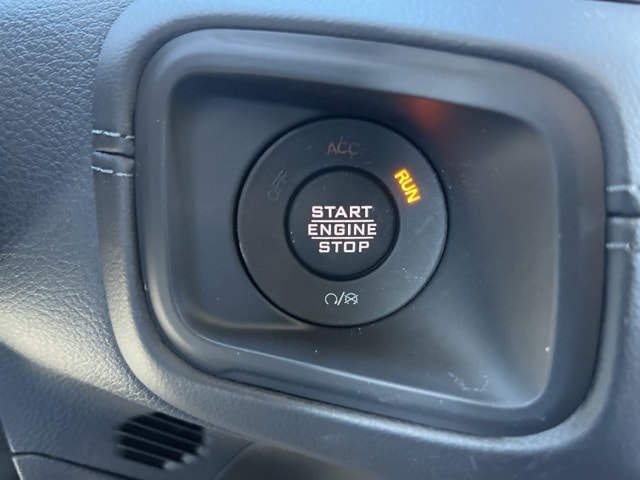 ACC
OFF
RUN
START
ENGINE
STOP